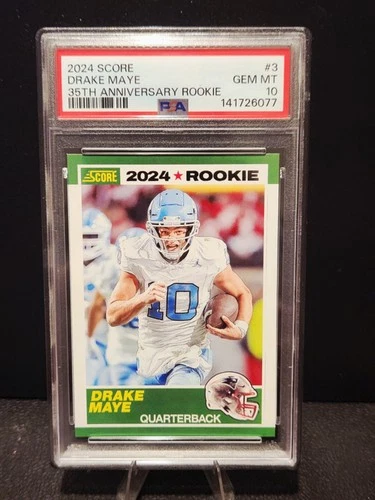 2024 SCORE #3
DRAKE MAYE GEM MT
35TH ANNIVERSARY ROOKIE 10
PSA 141726077
SCORE 2024 ★ ROOKIE
10
DRAKE
MAYE
QUARTERBACK